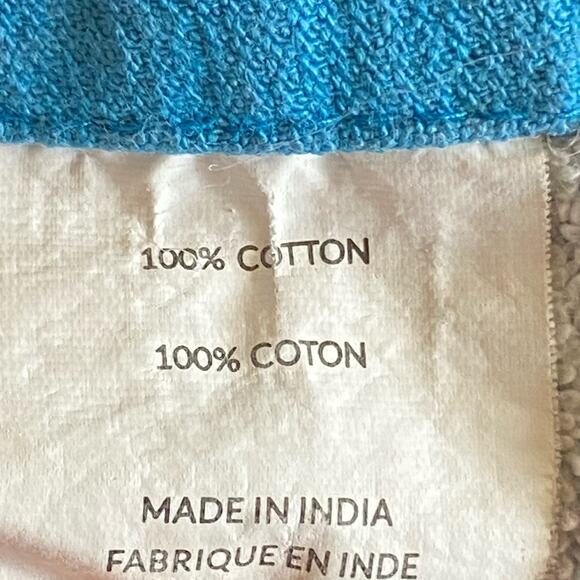 100% COTTON
100% COTON
MADE IN INDIA
FABRIQUE EN INDE